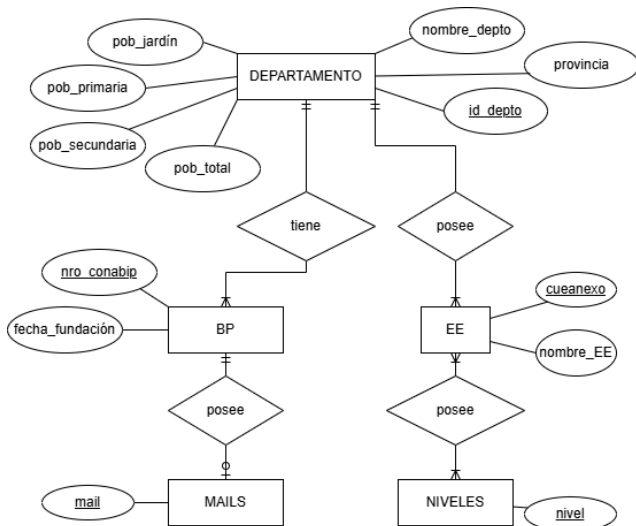 pob_jardín
nombre_depto
DEPARTAMENTO
provincia
pob_primaria
id_depto
pob_secundaria
pob_total
tiene
posee
nro_conabip
cueanexo
fecha_fundación
BP
EE
nombre_EE
posee
posee
mail
MAILS
NIVELES
nivel